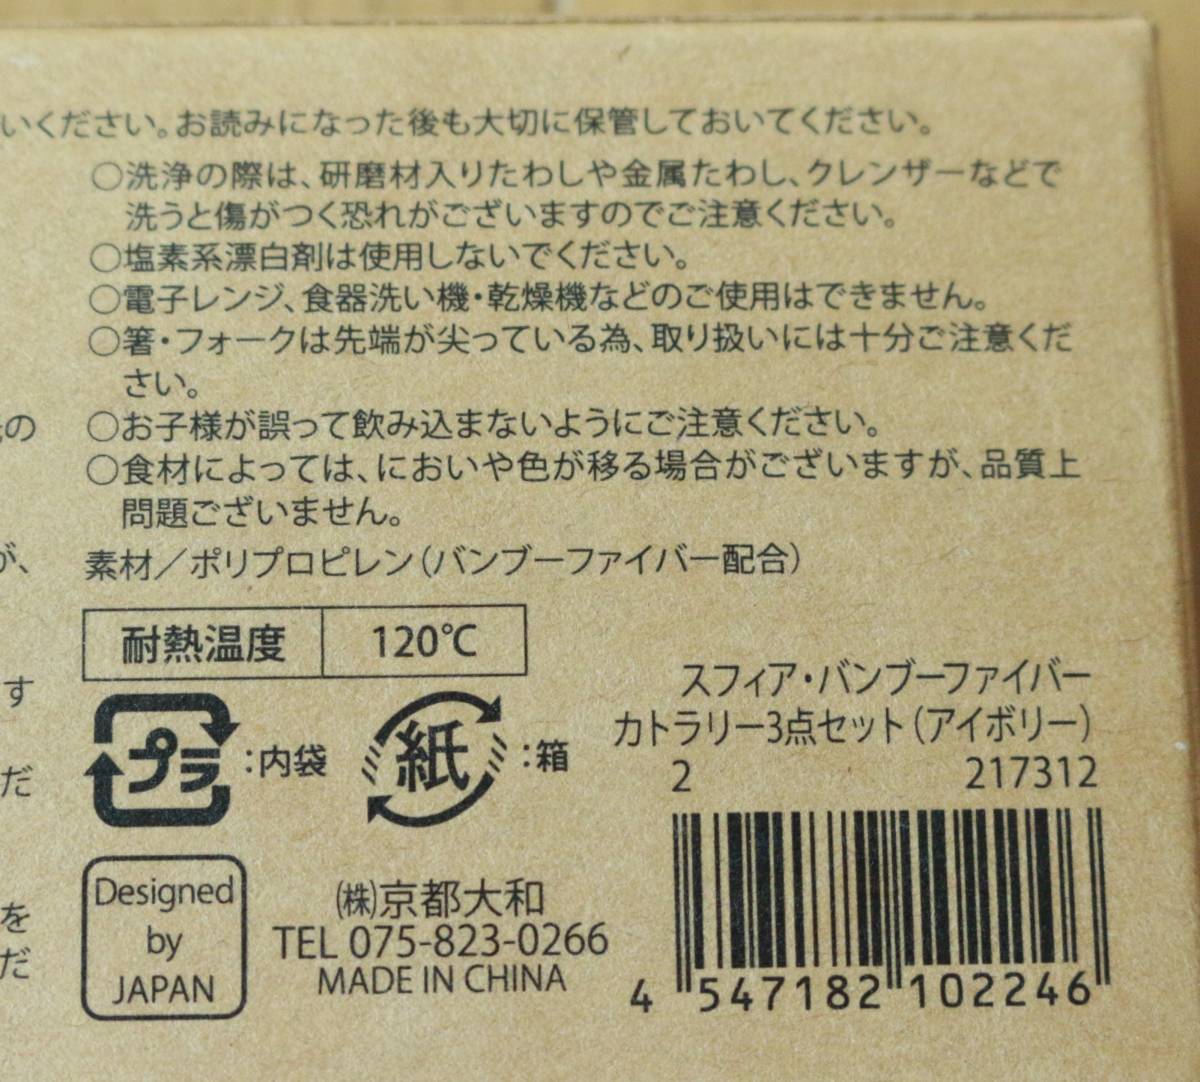 いください。お読みになった後も大切に保管しておいてください。
○洗浄の際は、研磨材入りたわしや金属たわし、クレンザーなどで
洗うと傷がつく恐れがございますのでご注意ください。
○塩素系漂白剤は使用しないでください。
○電子レンジ、食器洗い機・乾燥機などのご使用はできません。
○箸・フォークは先端が尖っている為、取り扱いには十分ご注意くだ
さい。
○お子様が誤って飲み込まないようにご注意ください。
○食材によっては、においや色が移る場合がございますが、品質上
問題ございません。
素材/ポリプロピレン(バンブーファイバー配合)
の
が、
す
だ
を
だ
耐熱温度 120℃
プラ :内袋 紙 :箱
スフィア・バンブーファイバー
カトラリー3点セット(アイボリー)
2 217312
Designed
by
JAPAN
(株)京都大和
TEL 075-823-0266
MADE IN CHINA
4 547182 102246